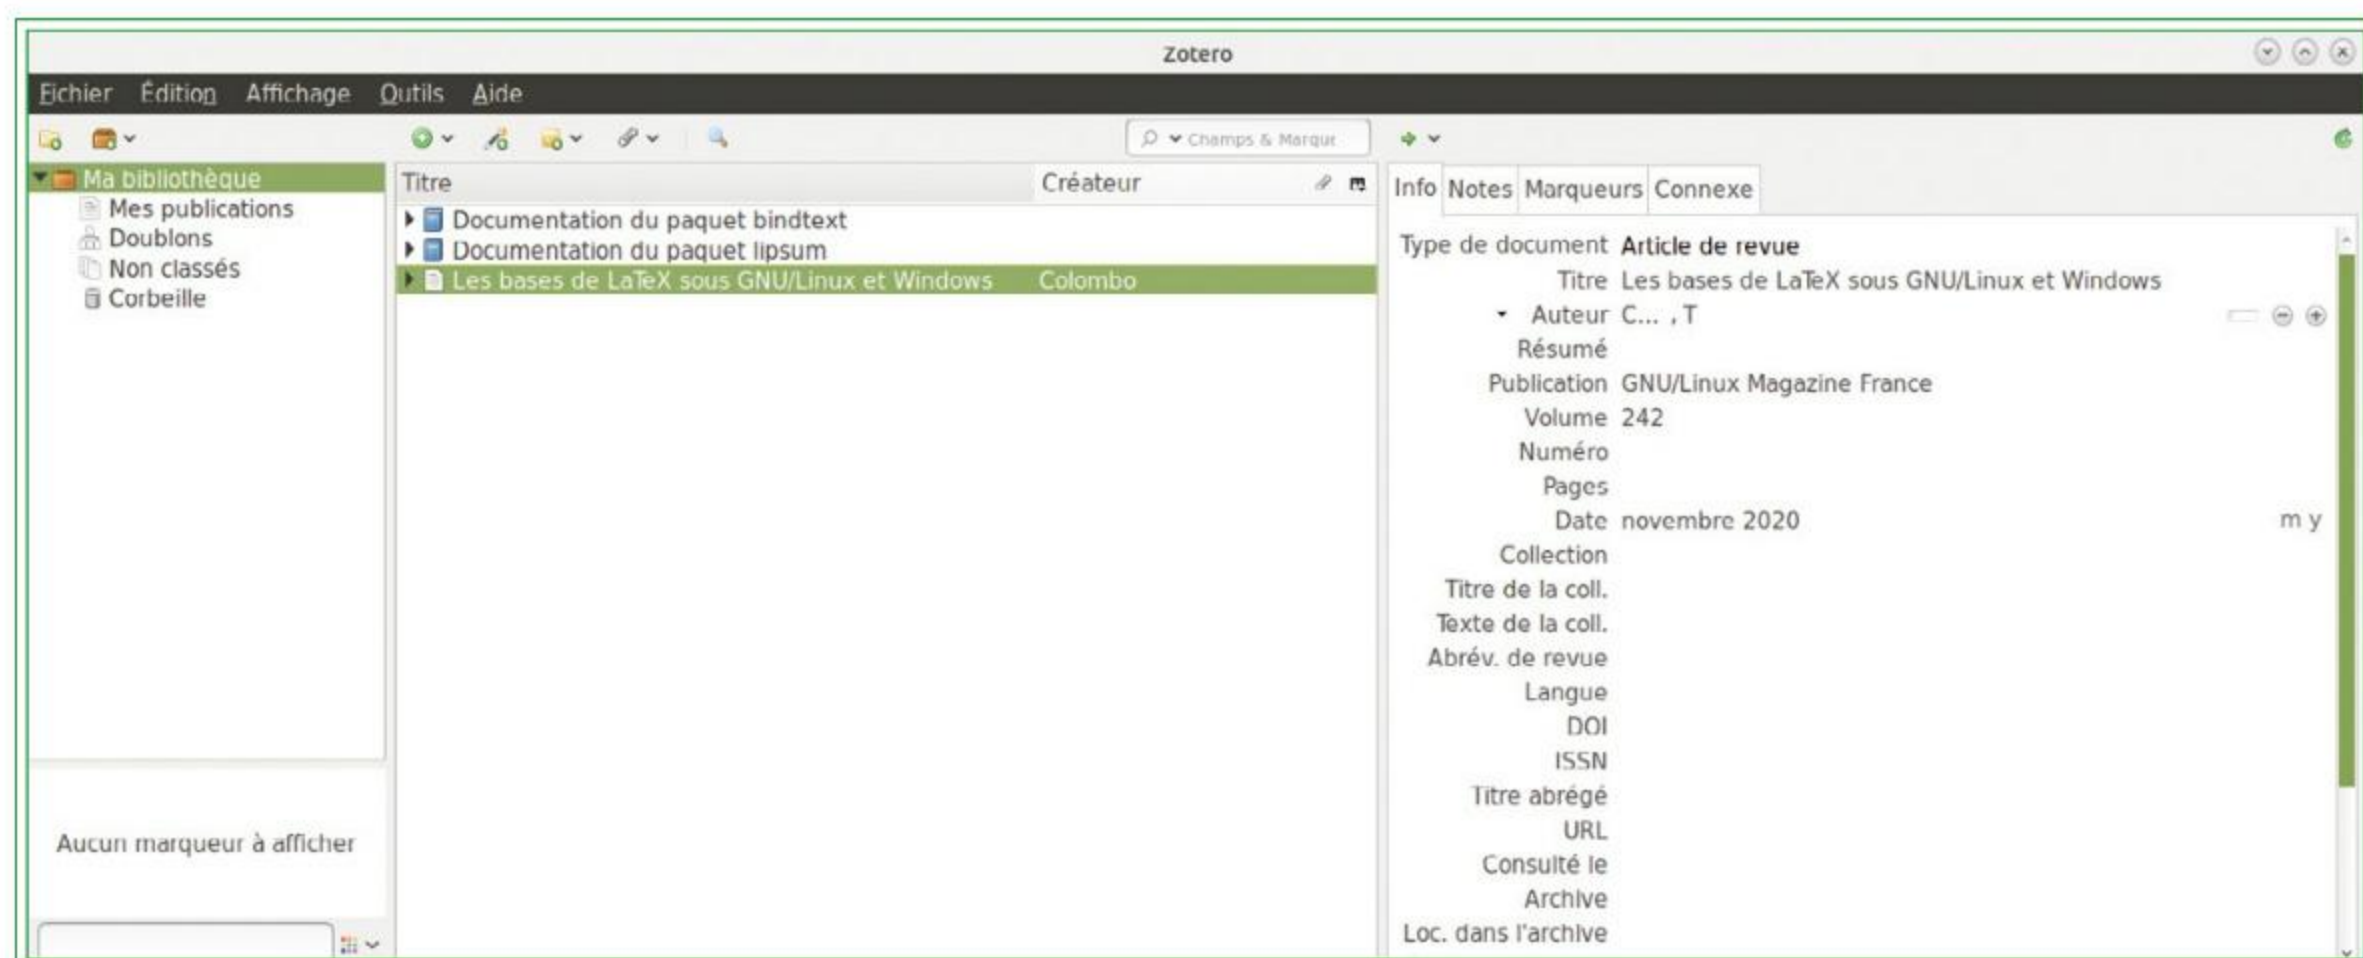 Zotero
Fichier Édition Affichage Outils Aide
Champs & Marque
Ma bibliothèque
Mes publications
Doublons
Non classés
Corbeille
Aucun marqueur à afficher
Titre Créateur
Documentation du paquet bindtext
Documentation du paquet lipsum
Les bases de LaTeX sous GNU/Linux et Windows Colombo
Info Notes Marqueurs Connexe
Type de document Article de revue
Titre Les bases de LaTeX sous GNU/Linux et Windows
Auteur C... , T
Résumé
Publication GNU/Linux Magazine France
Volume 242
Numéro
Pages
Date novembre 2020 m y
Collection
Titre de la coll.
Texte de la coll.
Abrév. de revue
Langue
DOI
ISSN
Titre abrégé
URL
Consulté le
Archive
Loc. dans l'archive